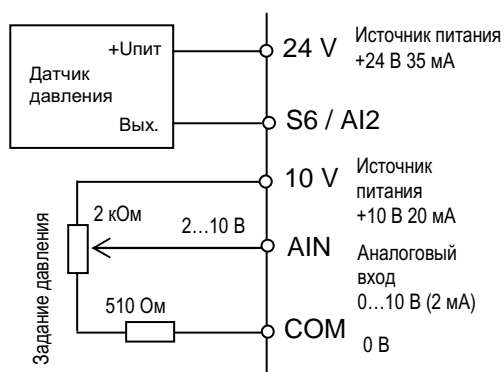 +Uпит
Датчик
давления
Вых.
24 V
Источник питания
+24 В 35 мА
S6 / AI2
10 V
Источник
питания
+10 В 20 мА
2 кОм
2...10 В
AIN
Аналоговый
вход
0...10 В (2 мА)
510 Ом
COM
0 В
Задание давления